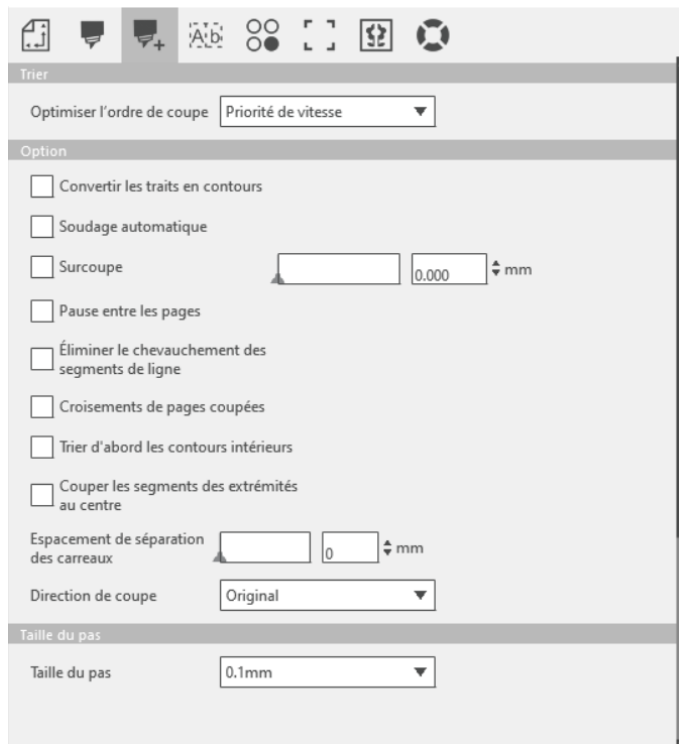 Ab
Trier
Optimiser l'ordre de coupe Priorité de vitesse
Option
Convertir les traits en contours
Soudage automatique
Surcoupe 0.000 mm
Pause entre les pages
Éliminer le chevauchement des
segments de ligne
Croisements de pages coupées
Trier d'abord les contours intérieurs
Couper les segments des extrémités
au centre
Espacement de séparation
des carreaux 0 mm
Direction de coupe Original
Taille du pas
Taille du pas 0.1mm